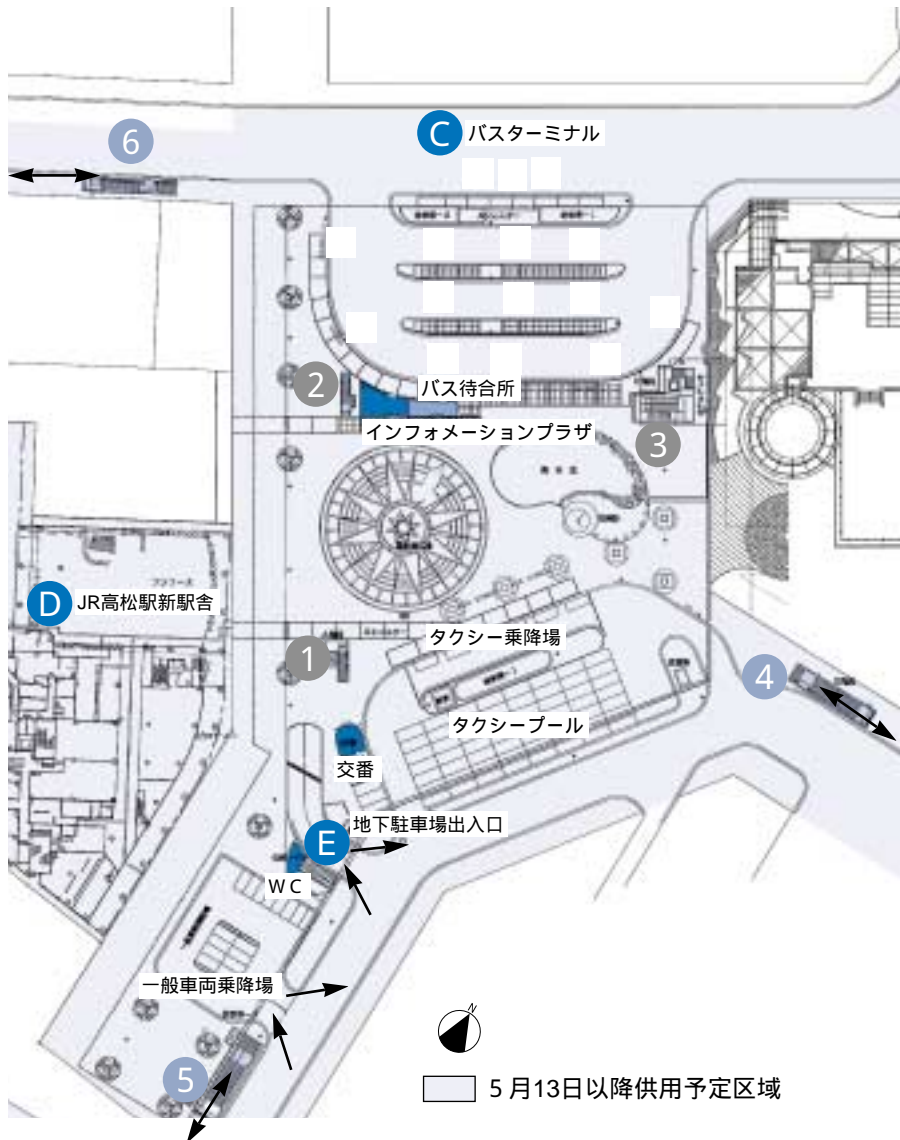 C バスターミナル
6
2
バス待合所
インフォメーションプラザ
3
D JR高松駅新駅舎
タクシー乗降場
1
4
タクシープール
交番
地下駐車場出入口
E
WC
一般車両乗降場
N
5
5月13日以降供用予定区域